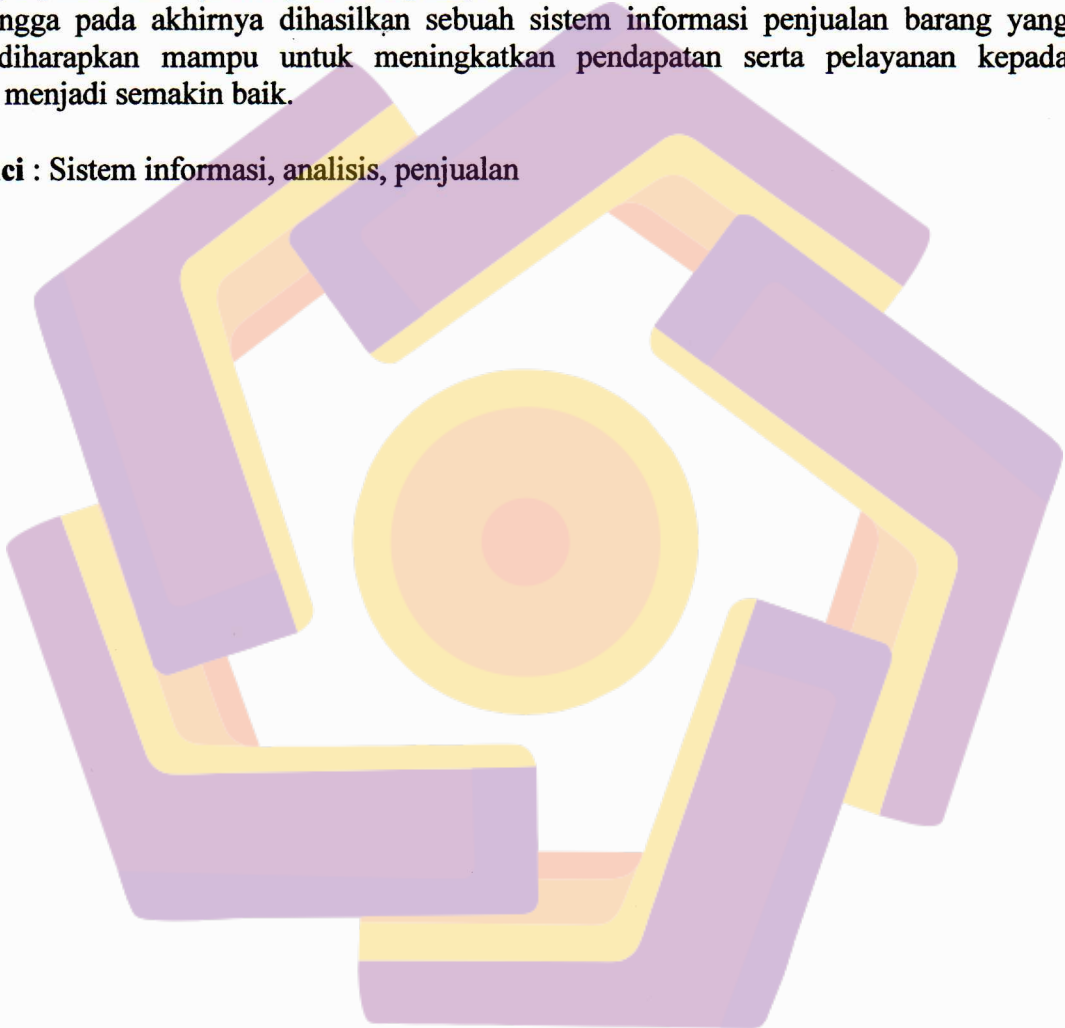 ngga pada akhirnya dihasilkan sebuah sistem informasi penjualan barang yang
diharapkan mampu untuk meningkatkan pendapatan serta pelayanan kepada
menjadi semakin baik.
ci : Sistem informasi, analisis, penjualan